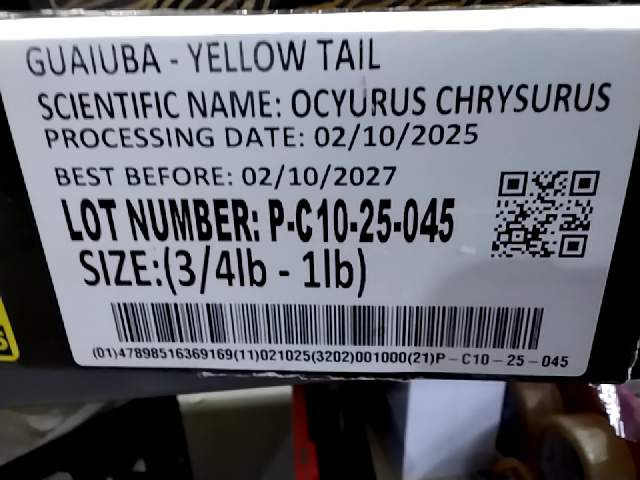 GUAIUBA - YELLOW TAIL
SCIENTIFIC NAME: OCYURUS CHRYSURUS
PROCESSING DATE: 02/10/2025
BEST BEFORE: 02/10/2027
LOT NUMBER: P-C10-25-045
SIZE:(3/4lb - 1lb)
(01)47898516369169(11)021025(3202)001000(21)P-C10-25-045